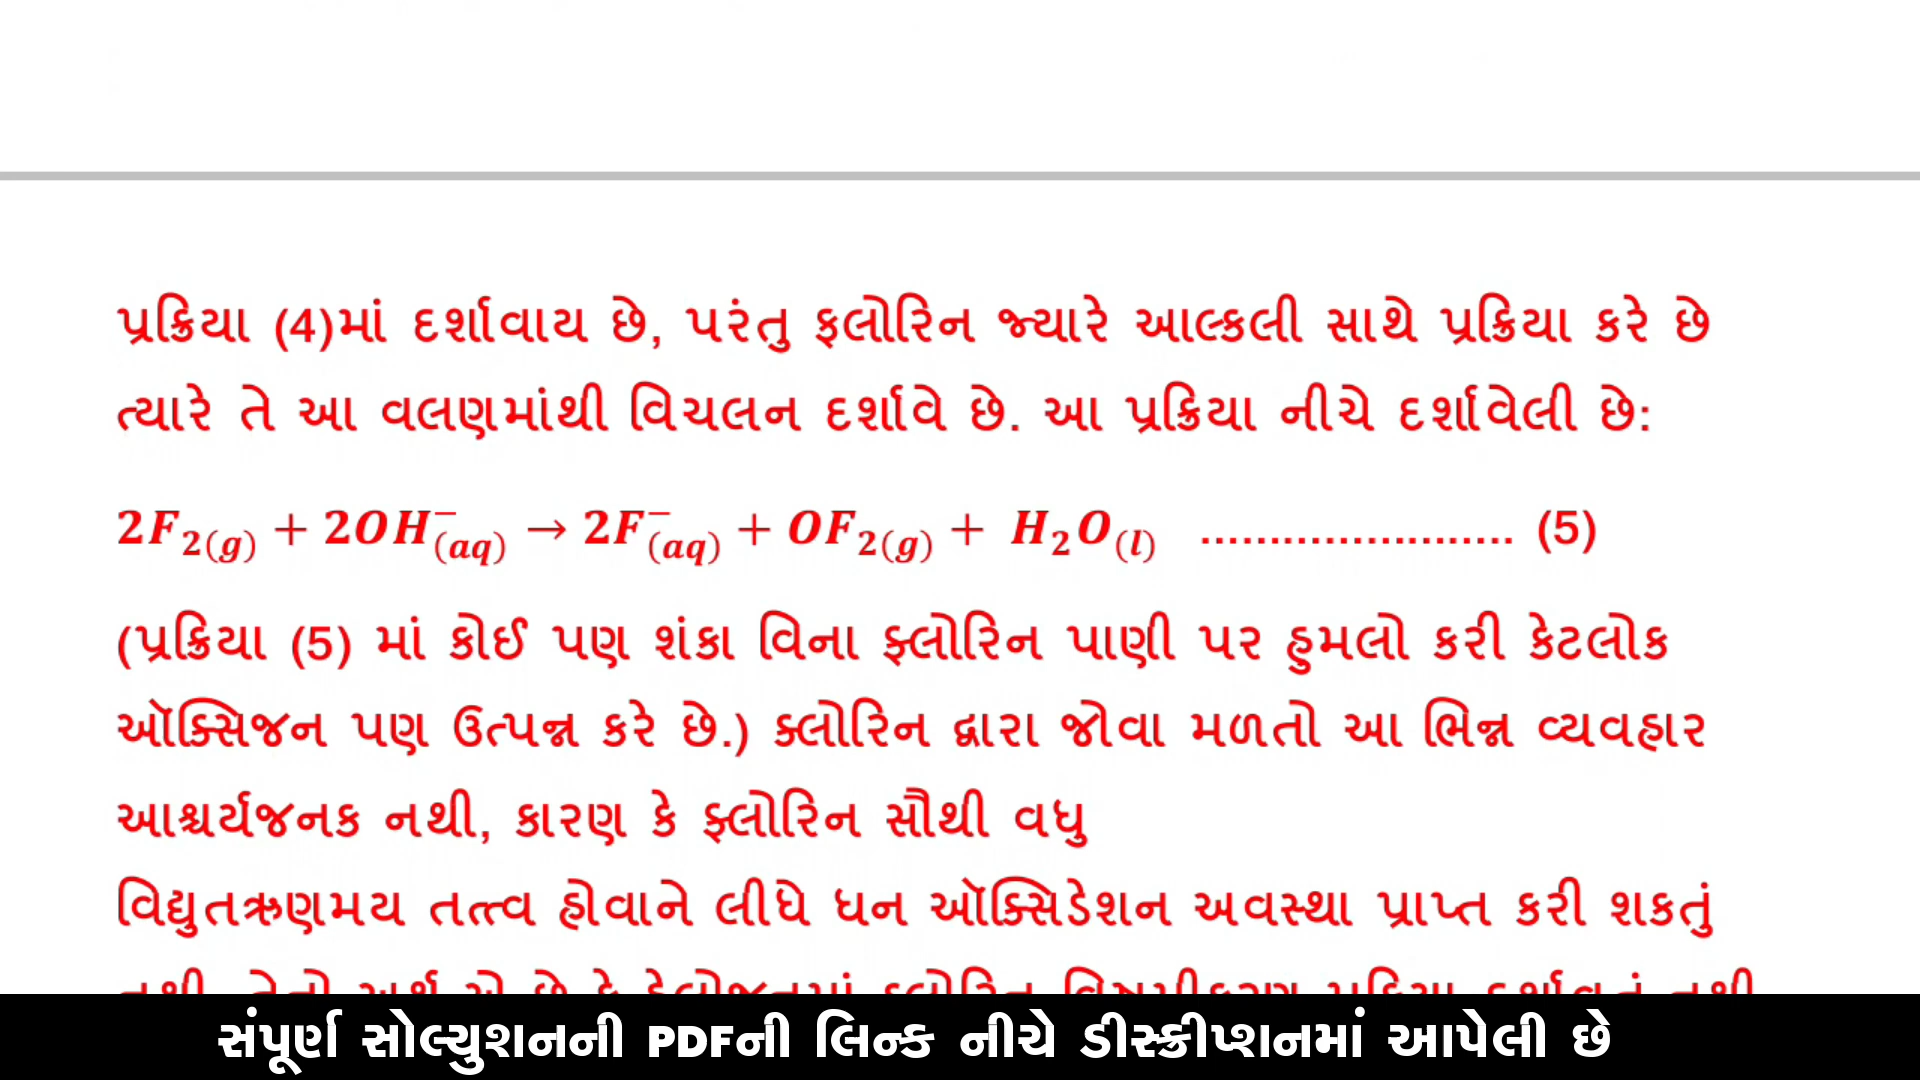 પ્રક્રિયા (4)માં દર્શાવાય છે, પરંતુ ફલોરિન જ્યારે આલ્કલી સાથે પ્રક્રિયા કરે છે
ત્યારે તે આ વલણમાંથી વિચલન દર્શાવે છે. આ પ્રક્રિયા નીચે દર્શાવેલી છે:
2F₂(g) + 2OH⁻(aq) → 2F⁻(aq) + OF₂(g) + H₂O(l) ....................... (5)
(પ્રક્રિયા (5) માં કોઈ પણ શંકા વિના ફ્લોરિન પાણી પર હુમલો કરી કેટલોક
ઑક્સિજન પણ ઉત્પન્ન કરે છે.) ક્લોરિન દ્વારા જોવા મળતો આ ભિન્ન વ્યવહાર
આશ્ચર્યજનક નથી, કારણ કે ફ્લોરિન સૌથી વધુ
વિદ્યુતઋણમય તત્ત્વ હોવાને લીધે ધન ઑક્સિડેશન અવસ્થા પ્રાપ્ત કરી શકતું
સંપૂર્ણ સોલ્યુશનની PDFની લિન્ક નીચે ડીસ્ક્રીપ્શનમાં આપેલી છે